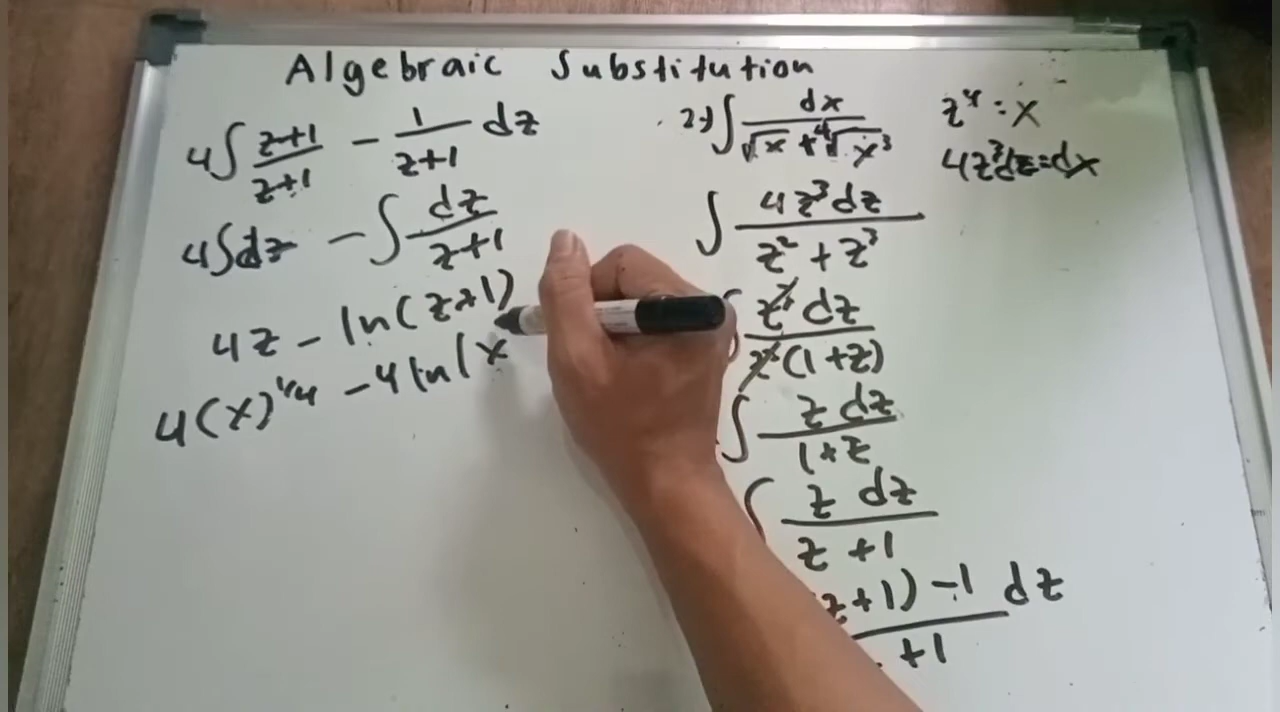 Algebraic Substitution
4∫ z+1/z+1 − 1/z+1 dz
4∫dz − ∫ dz/z+1
4z − ln(z+1)
4(x)^1/4 − 4 ln(x
2.) ∫ dx/√x + ⁴√x³
∫ 4z³dz/z² + z³
∫ z³ dz/z²(1+z)
∫ z dz/1+z
∫ z dz/z +1
z+1) −1 dz/+1
z⁴ = x
4z³dz=dx